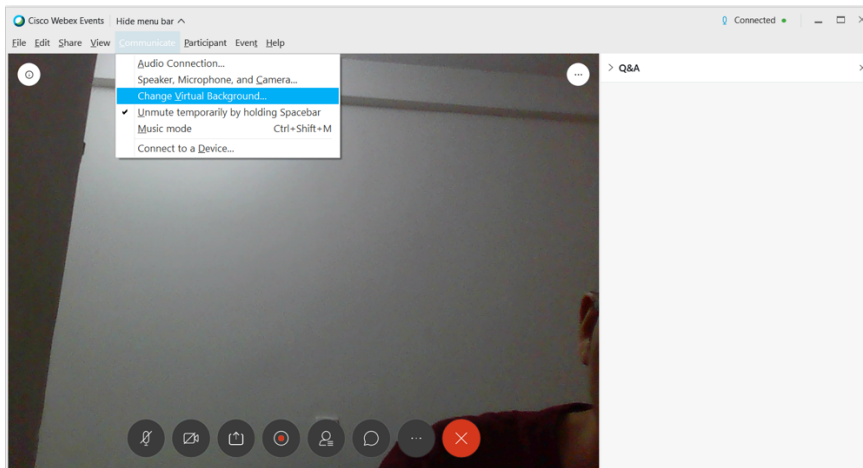 Cisco Webex Events Hide menu bar Connected
File Edit Share View Communicate Participant Event Help
Audio Connection...
Speaker, Microphone, and Camera...
Change Virtual Background...
Unmute temporarily by holding Spacebar
Music mode Ctrl+Shift+M
Connect to a Device...
Q&A